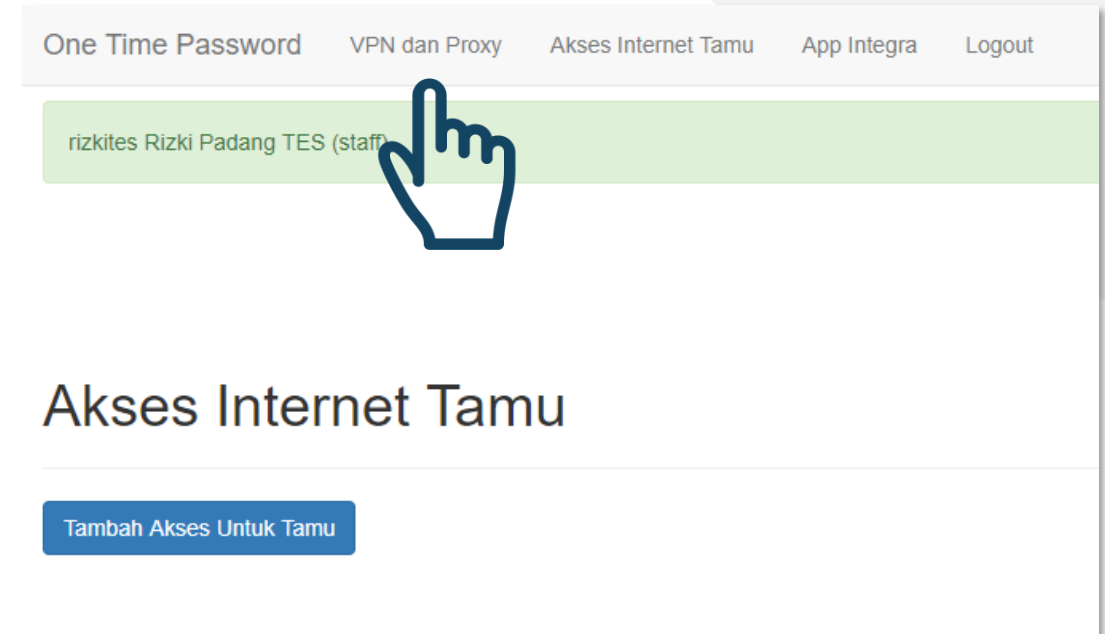 One Time Password VPN dan Proxy Akses Internet Tamu App Integra Logout
rizkites Rizki Padang TES (staff)
Akses Internet Tamu
Tambah Akses Untuk Tamu